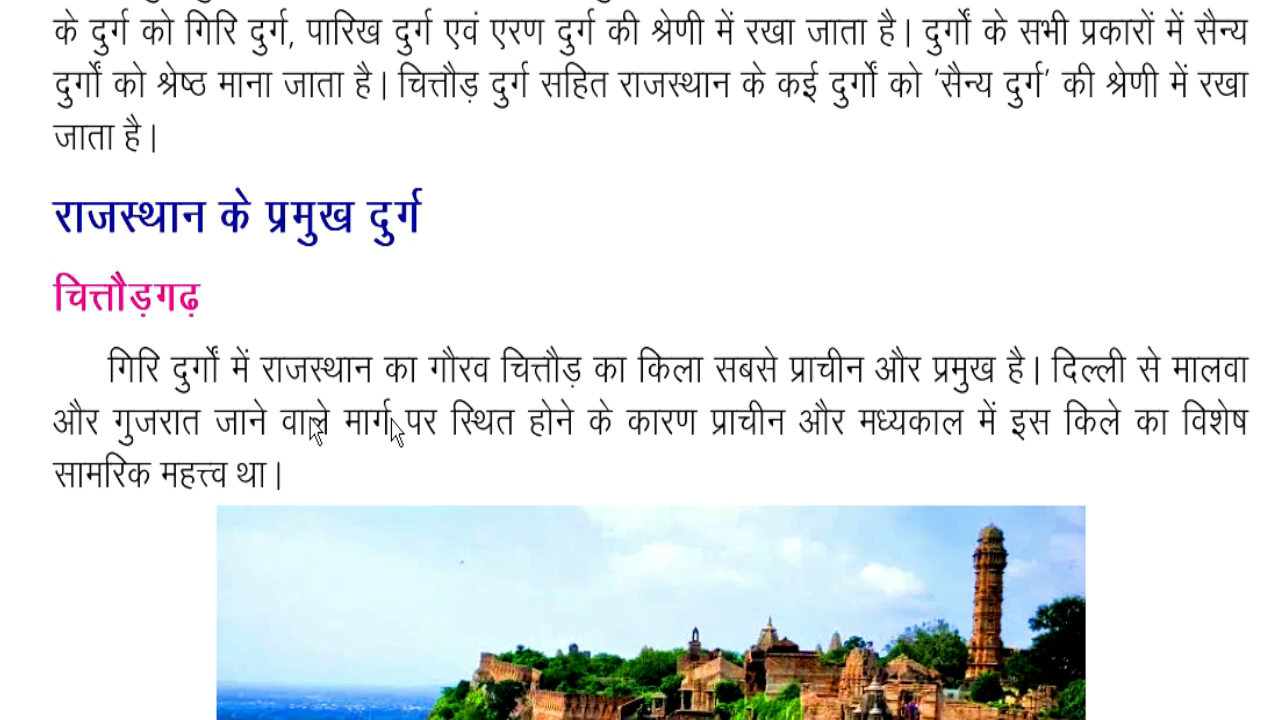 के दुर्ग को गिरि दुर्ग, पारिख दुर्ग एवं एरण दुर्ग की श्रेणी में रखा जाता है। दुर्गों के सभी प्रकारों में सैन्य
दुर्गों को श्रेष्ठ माना जाता है। चित्तौड़ दुर्ग सहित राजस्थान के कई दुर्गों को 'सैन्य दुर्ग' की श्रेणी में रखा
जाता है।
राजस्थान के प्रमुख दुर्ग
चित्तौड़गढ़
गिरि दुर्गों में राजस्थान का गौरव चित्तौड़ का किला सबसे प्राचीन और प्रमुख है। दिल्ली से मालवा
और गुजरात जाने वाले मार्ग पर स्थित होने के कारण प्राचीन और मध्यकाल में इस किले का विशेष
सामरिक महत्त्व था।